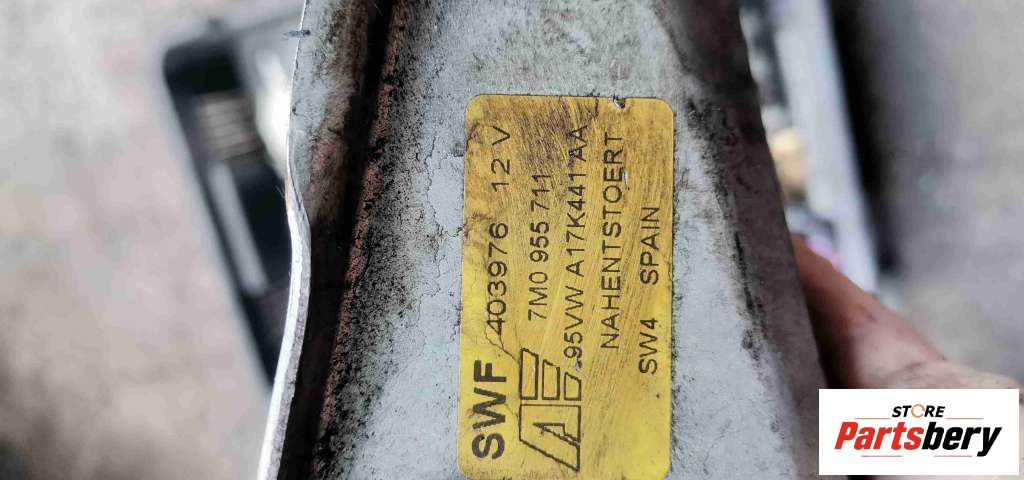 SWF 403976 12 V
7M0 955 711
95VW A17K441 AA
NAHENTSTOERT
SW4 SPAIN
STORE
Partsbery